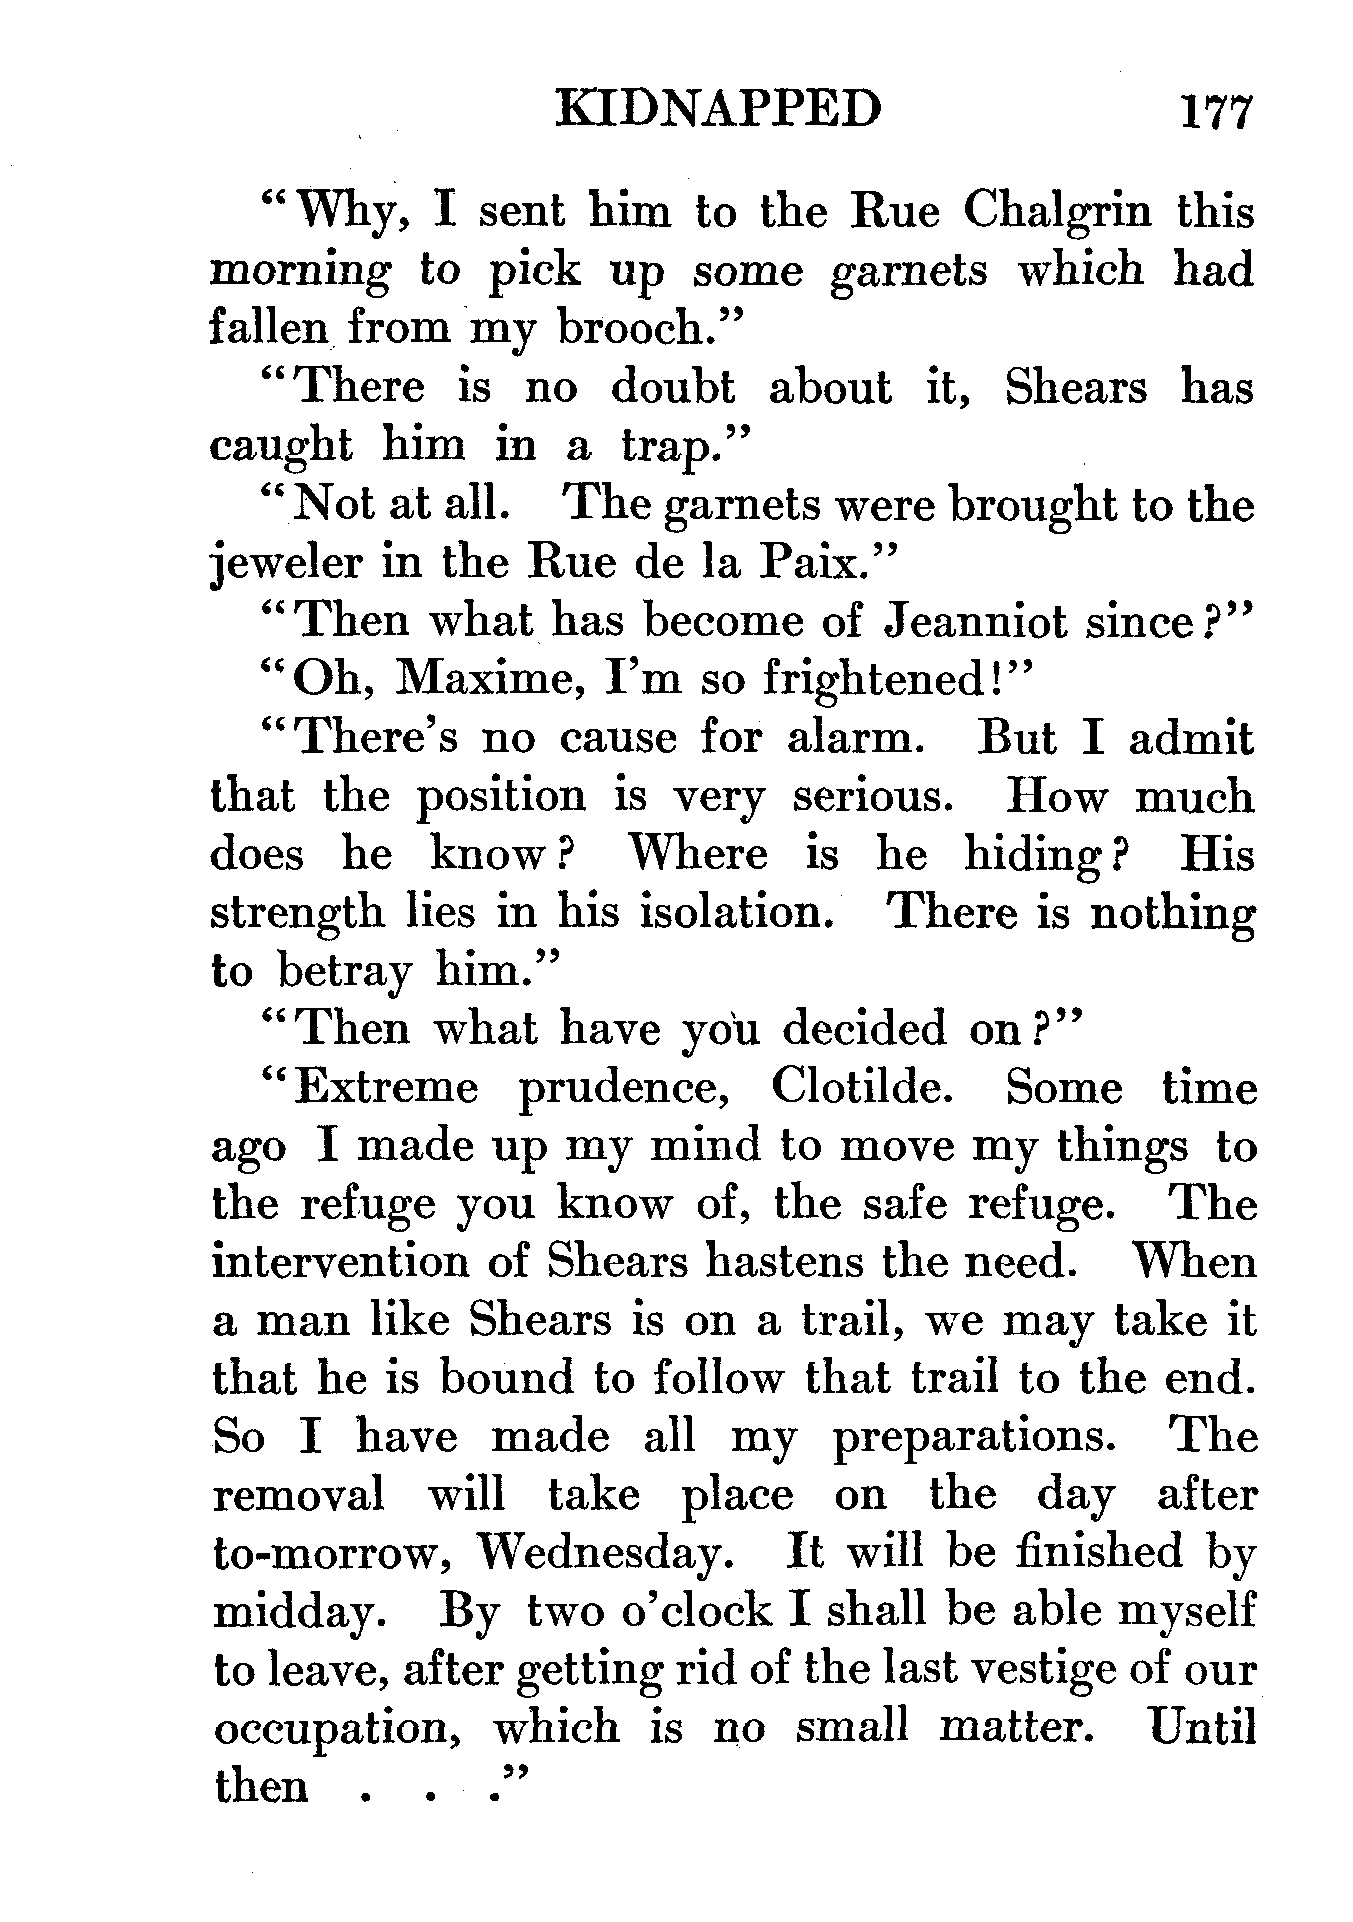 KIDNAPPED 177
"Why, I sent him to the Rue Chalgrin this
morning to pick up some garnets which had
fallen from my brooch."
"There is no doubt about it, Shears has
caught him in a trap."
"Not at all. The garnets were brought to the
jeweler in the Rue de la Paix."
"Then what has become of Jeanniot since?"
"Oh, Maxime, I'm so frightened!"
"There's no cause for alarm. But I admit
that the position is very serious. How much
does he know? Where is he hiding? His
strength lies in his isolation. There is nothing
to betray him."
"Then what have you decided on?"
"Extreme prudence, Clotilde. Some time
ago I made up my mind to move my things to
the refuge you know of, the safe refuge. The
intervention of Shears hastens the need. When
a man like Shears is on a trail, we may take it
that he is bound to follow that trail to the end.
So I have made all my preparations. The
removal will take place on the day after
to-morrow, Wednesday. It will be finished by
midday. By two o'clock I shall be able myself
to leave, after getting rid of the last vestige of our
occupation, which is no small matter. Until
then . . ."